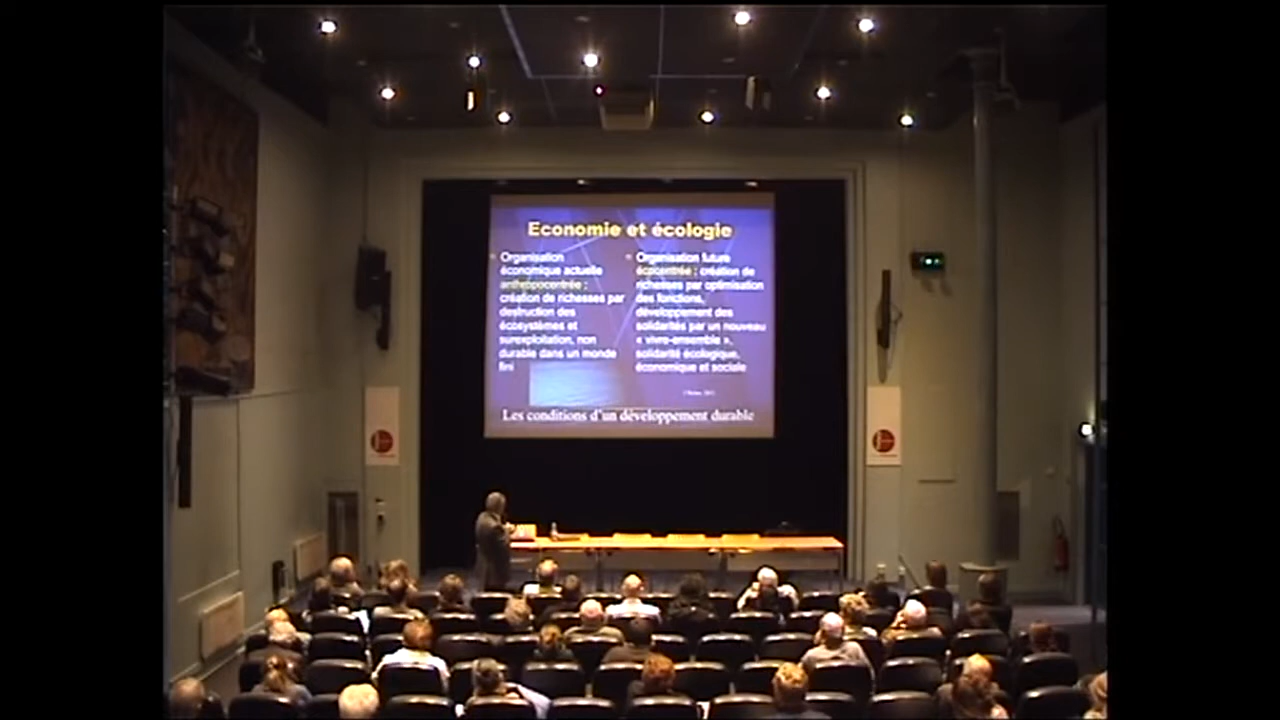 Economie et écologie
Organisation
économique actuelle
anthropocentrée :
création de richesses par
destruction des
écosystèmes et
surexploitation, non
durable dans un monde
fini
Organisation future
écocentrée : création de
richesses par optimisation
des fonctions,
développement des
solidarités par un nouveau
« vivre-ensemble »,
solidarité écologique,
économique et sociale
Les conditions d'un développement durable